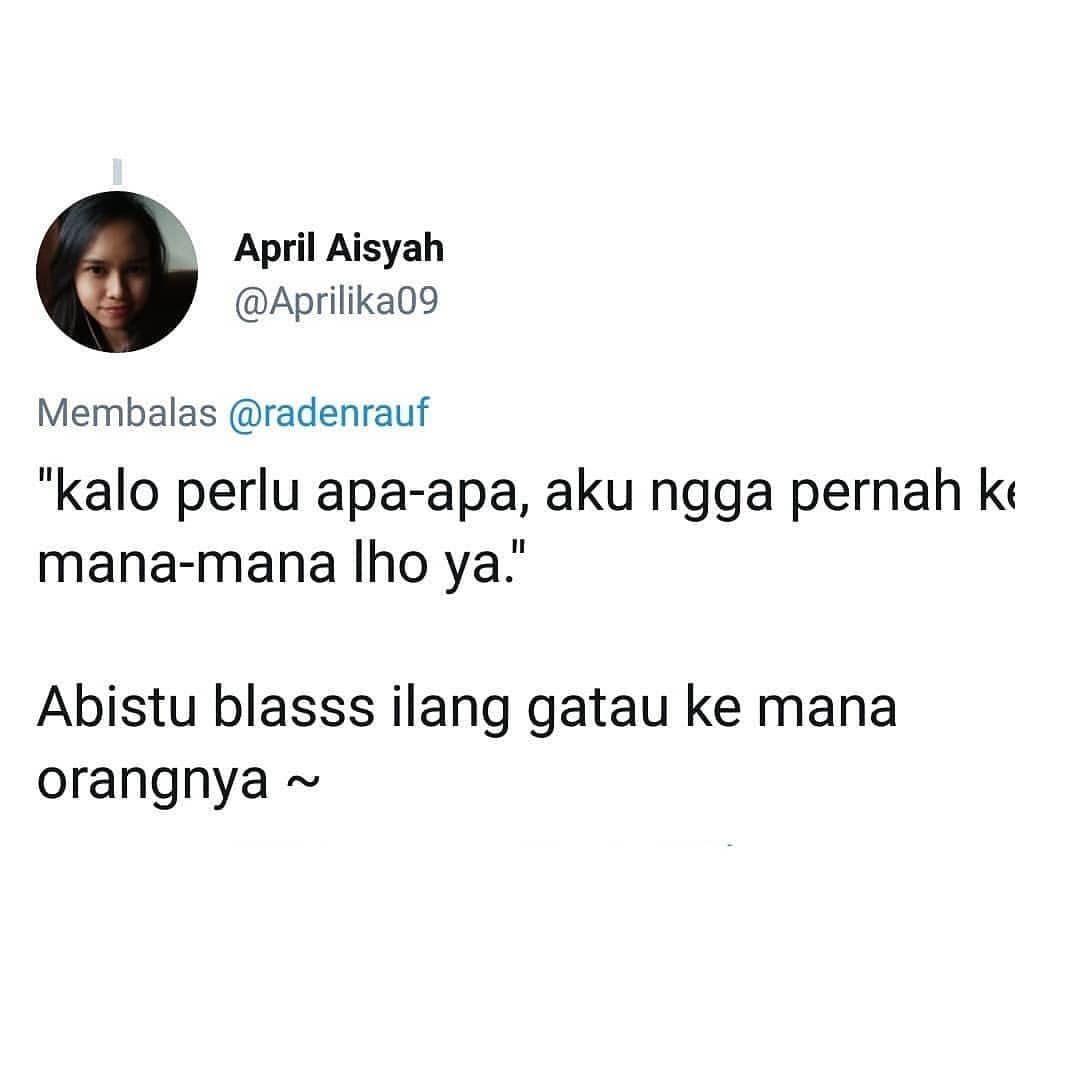 April Aisyah
@Aprilika09
Membalas @radenrauf
"kalo perlu apa-apa, aku ngga pernah ke
mana-mana lho ya."
Abistu blasss ilang gatau ke mana
orangnya ~